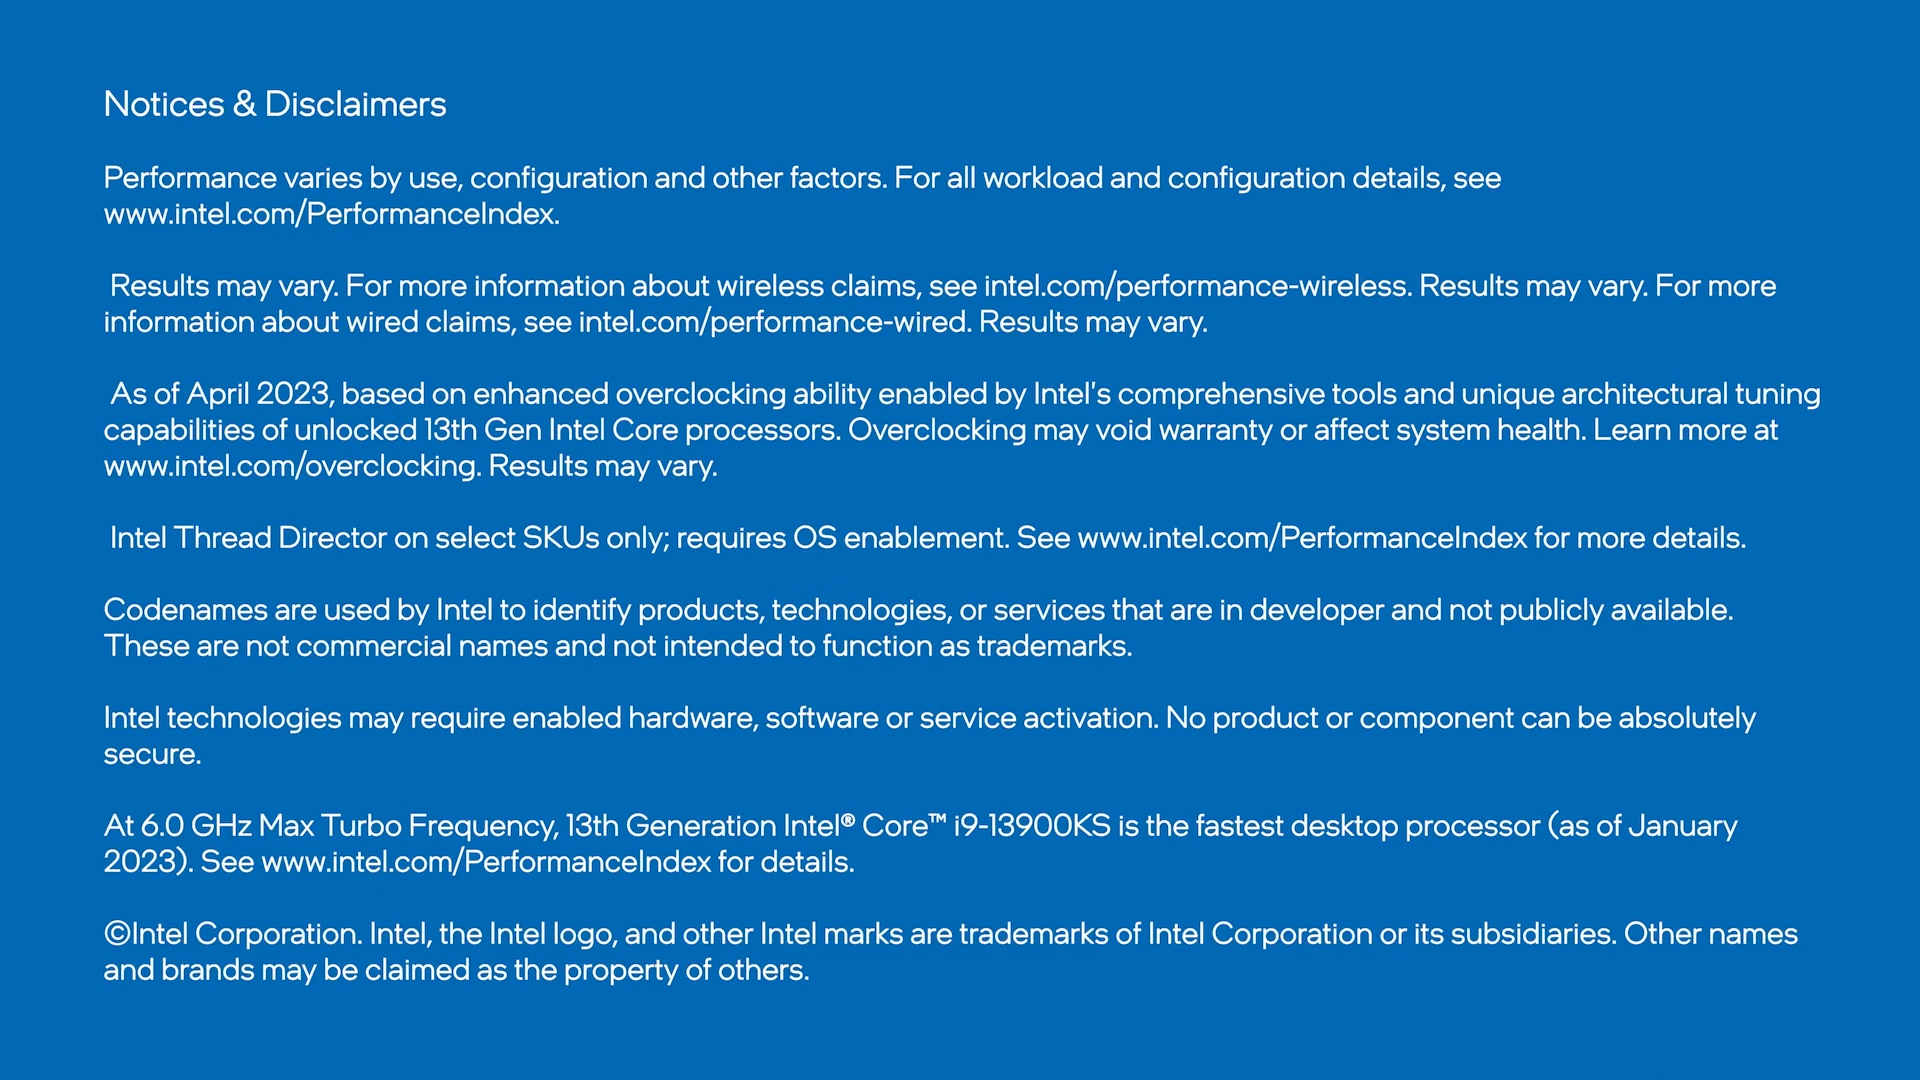 Notices & Disclaimers
Performance varies by use, configuration and other factors. For all workload and configuration details, see
www.intel.com/PerformanceIndex.
Results may vary. For more information about wireless claims, see intel.com/performance-wireless. Results may vary. For more
information about wired claims, see intel.com/performance-wired. Results may vary.
As of April 2023, based on enhanced overclocking ability enabled by Intel's comprehensive tools and unique architectural tuning
capabilities of unlocked 13th Gen Intel Core processors. Overclocking may void warranty or affect system health. Learn more at
www.intel.com/overclocking. Results may vary.
Intel Thread Director on select SKUs only; requires OS enablement. See www.intel.com/PerformanceIndex for more details.
Codenames are used by Intel to identify products, technologies, or services that are in developer and not publicly available.
These are not commercial names and not intended to function as trademarks.
Intel technologies may require enabled hardware, software or service activation. No product or component can be absolutely
secure.
At 6.0 GHz Max Turbo Frequency, 13th Generation Intel® Core™ i9-13900KS is the fastest desktop processor (as of January
2023). See www.intel.com/PerformanceIndex for details.
©Intel Corporation. Intel, the Intel logo, and other Intel marks are trademarks of Intel Corporation or its subsidiaries. Other names
and brands may be claimed as the property of others.